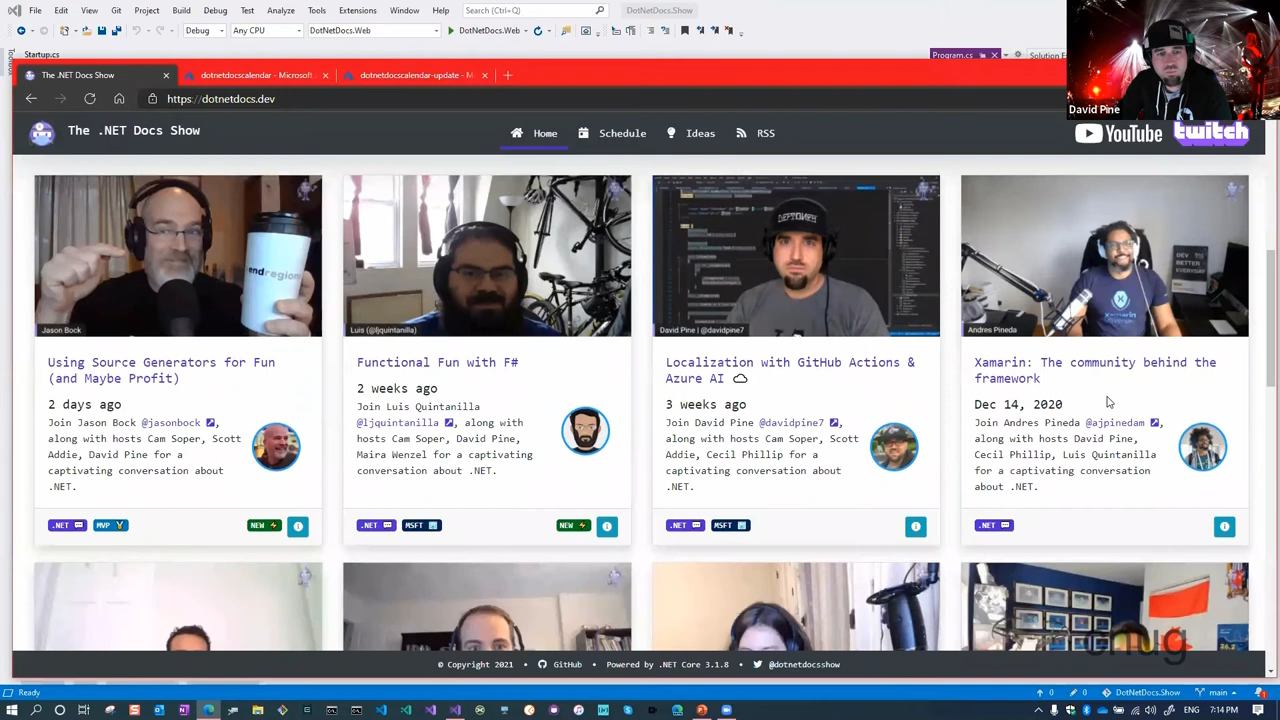 File Edit View Git Project Build Debug Test Analyze Tools Extensions Window Help Search (Ctrl+Q) DotNetDocs.Show
Debug Any CPU DotNetDocs.Web DotNetDocs.Web
Startup.cs Program.cs Solution
The .NET Docs Show dotnetdocscalendar - Microsoft dotnetdocscalendar-update - M
https://dotnetdocs.dev
David Pine
The .NET Docs Show Home Schedule Ideas RSS YouTube twitch
DEFTONES
endregion
DEV BETTER EVERYDAY
Xamarin
Jason Bock
Luis (@ljquintanilla)
David Pine | @davidpine7
Andres Pineda
Using Source Generators for Fun
(and Maybe Profit)
2 days ago
Join Jason Bock @jasonbock ,
along with hosts Cam Soper, Scott
Addie, David Pine for a
captivating conversation about
.NET.
.NET MVP NEW
Functional Fun with F#
2 weeks ago
Join Luis Quintanilla
@ljquintanilla , along with
hosts Cam Soper, David Pine,
Maira Wenzel for a captivating
conversation about .NET.
.NET MSFT NEW
Localization with GitHub Actions &
Azure AI
3 weeks ago
Join David Pine @davidpine7 ,
along with hosts Cam Soper, Scott
Addie, Cecil Phillip for a
captivating conversation about
.NET.
.NET MSFT
Xamarin: The community behind the
framework
Dec 14, 2020
Join Andres Pineda @ajpinedam ,
along with hosts David Pine,
Cecil Phillip, Luis Quintanilla
for a captivating conversation
about .NET.
.NET
© Copyright 2021 • GitHub • Powered by .NET Core 3.1.8 • @dotnetdocsshow
Ready 0 0 DotNetDocs.Show main 1
7:14 PM